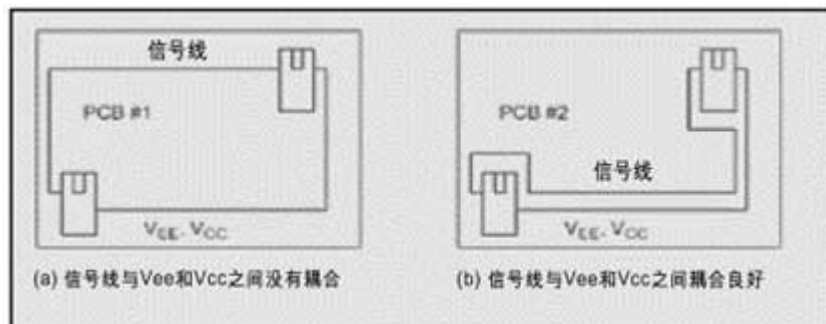 信号线
PCB #1
VEE. VCC
(a) 信号线与Vee和Vcc之间没有耦合
PCB #2
信号线
VEE. VCC
(b) 信号线与Vee和Vcc之间耦合良好